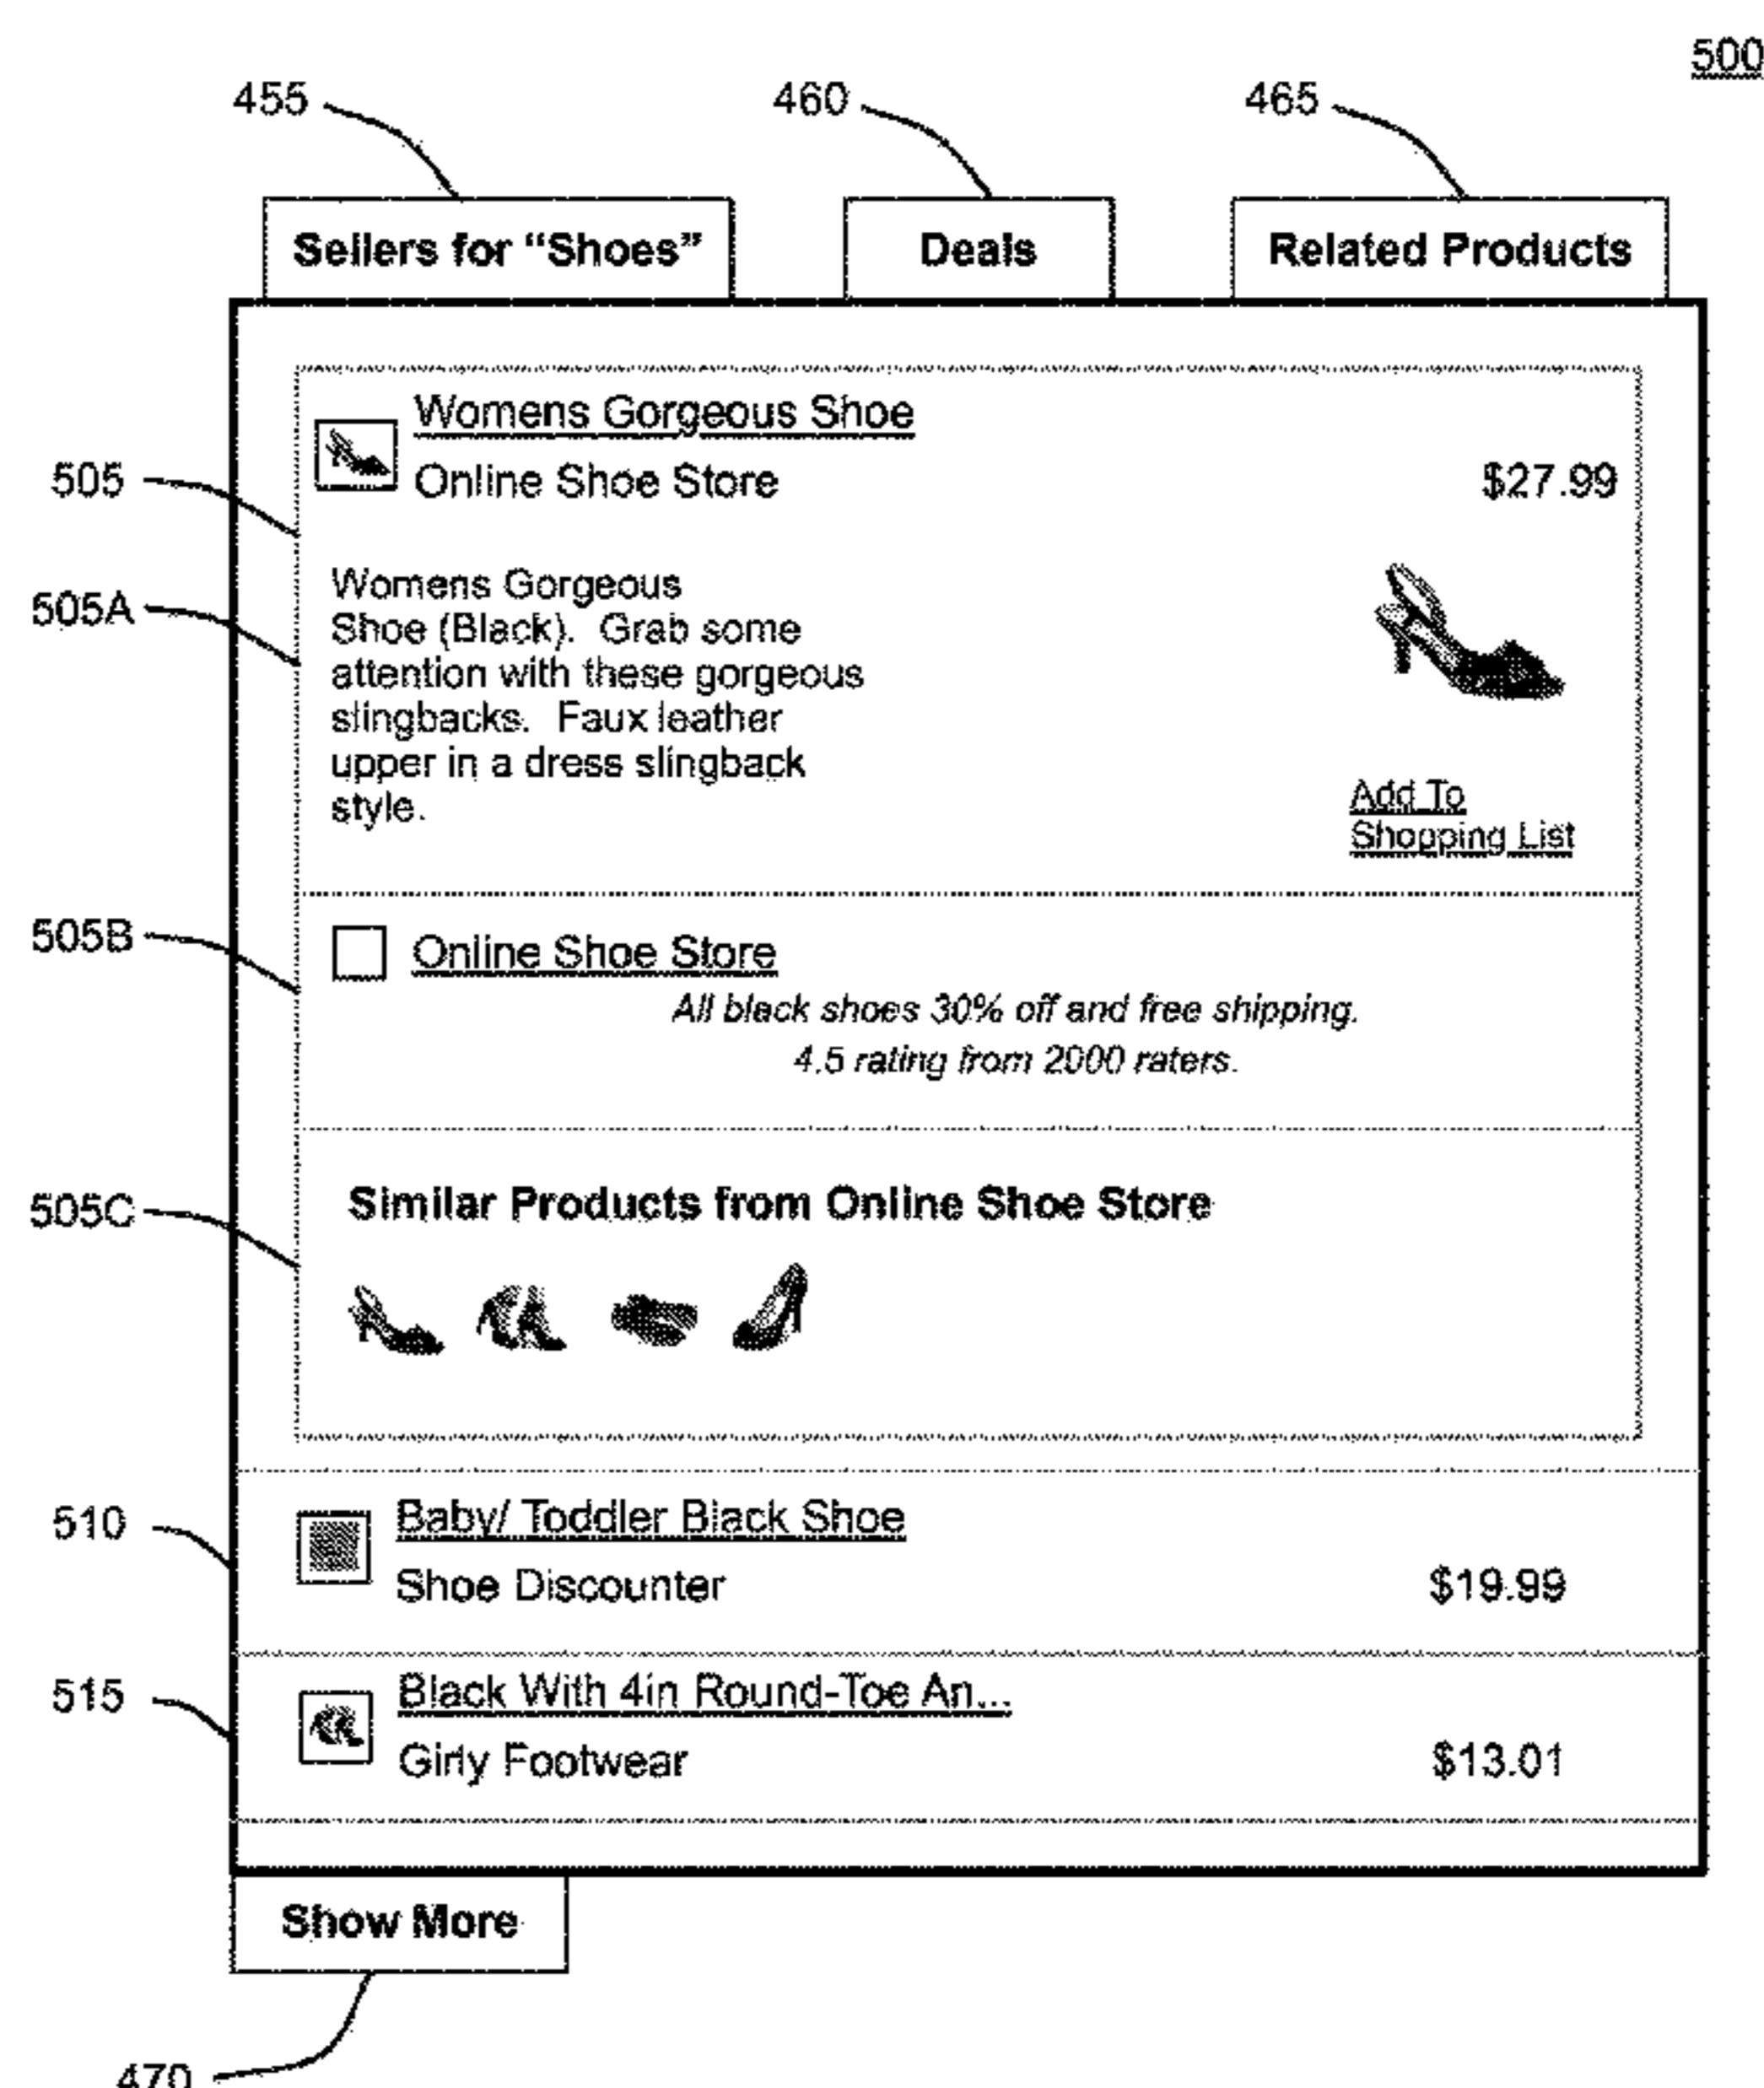 500
455
460
465
Sellers for “Shoes”
Deals
Related Products
Womens Gorgeous Shoe
505
Online Shoe Store
$27.99
505A
Womens Gorgeous
Shoe (Black). Grab some
attention with these gorgeous
slingbacks. Faux leather
upper in a dress slingback
style.
Add To
Shopping List
505B
Online Shoe Store
All black shoes 30% off and free shipping.
4.5 rating from 2000 raters.
505C
Similar Products from Online Shoe Store
510
Baby/ Toddler Black Shoe
Shoe Discounter
$19.99
515
Black With 4in Round-Toe An...
Girly Footwear
$13.01
Show More
470